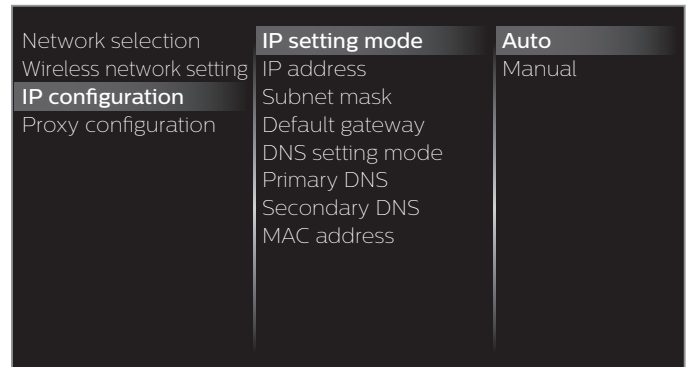 Network selection
Wireless network setting
IP configuration
Proxy configuration
IP setting mode
IP address
Subnet mask
Default gateway
DNS setting mode
Primary DNS
Secondary DNS
MAC address
Auto
Manual